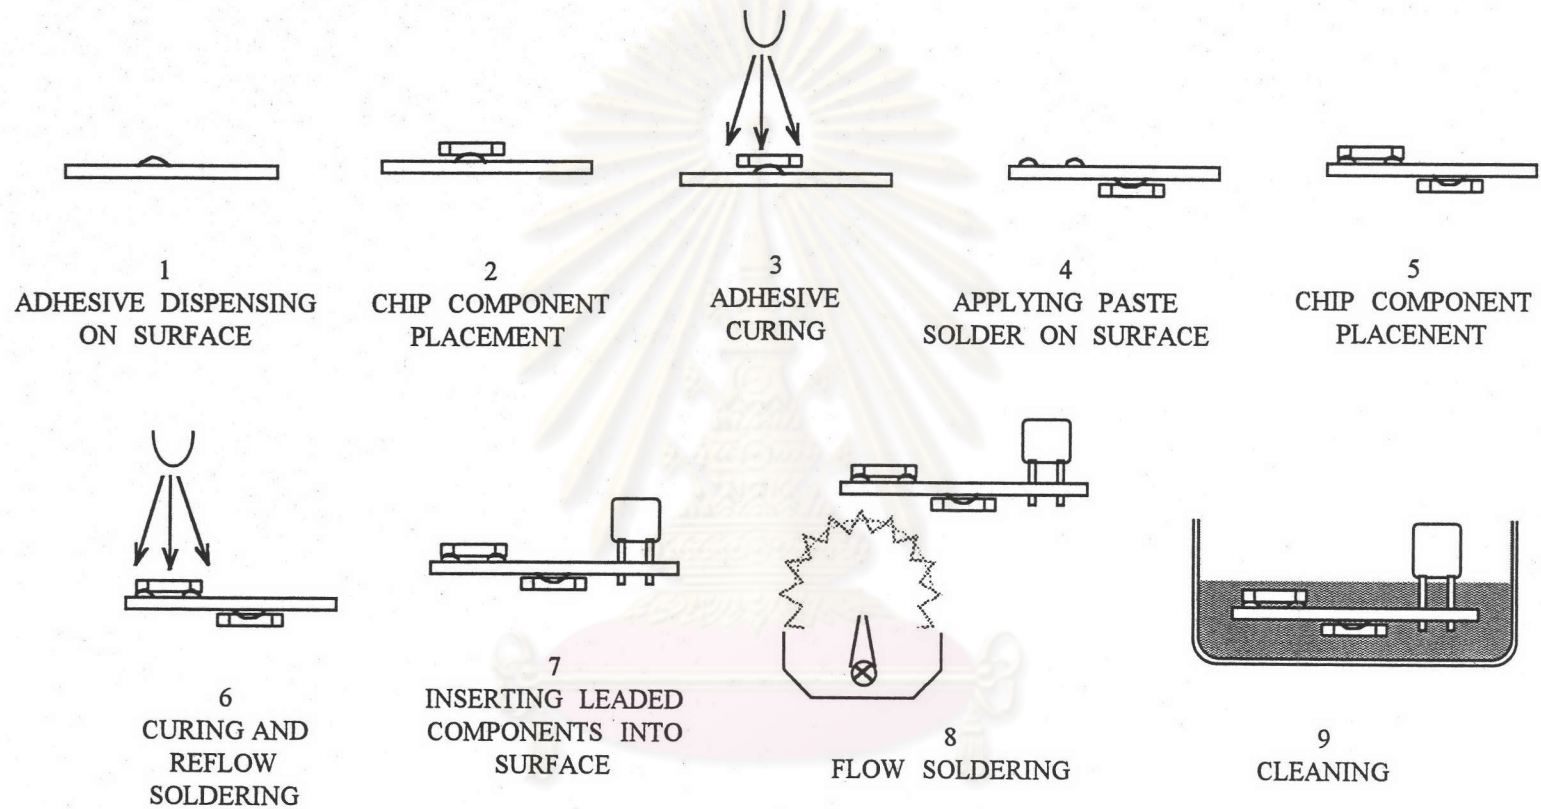 1
ADHESIVE DISPENSING
ON SURFACE
2
CHIP COMPONENT
PLACEMENT
3
ADHESIVE
CURING
4
APPLYING PASTE
SOLDER ON SURFACE
5
CHIP COMPONENT
PLACENENT
6
CURING AND
REFLOW
SOLDERING
7
INSERTING LEADED
COMPONENTS INTO
SURFACE
8
FLOW SOLDERING
9
CLEANING